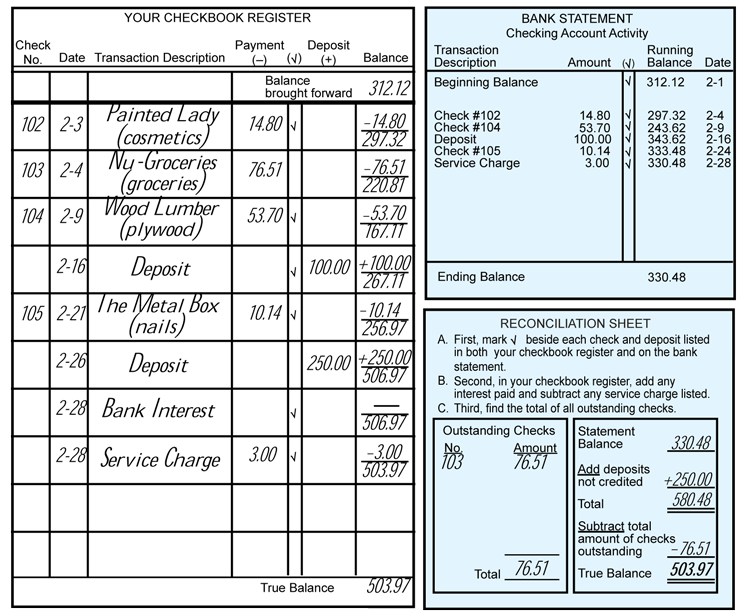 YOUR CHECKBOOK REGISTER
Check No. Date Transaction Description Payment (–) (√) Deposit (+) Balance
Balance brought forward 312.12
102 2-3 Painted Lady (cosmetics) 14.80 √ –14.80
297.32
103 2-4 Nu-Groceries (groceries) 76.51 –76.51
220.81
104 2-9 Wood Lumber (plywood) 53.70 √ –53.70
167.11
2-16 Deposit √ 100.00 +100.00
267.11
105 2-21 The Metal Box (nails) 10.14 √ –10.14
256.97
2-26 Deposit 250.00 +250.00
506.97
2-28 Bank Interest √ —
506.97
2-28 Service Charge 3.00 √ –3.00
503.97
True Balance 503.97
BANK STATEMENT
Checking Account Activity
Transaction Description Amount (√) Running Balance Date
Beginning Balance √ 312.12 2-1
Check #102 14.80 √ 297.32 2-4
Check #104 53.70 √ 243.62 2-9
Deposit 100.00 √ 343.62 2-16
Check #105 10.14 √ 333.48 2-24
Service Charge 3.00 √ 330.48 2-28
Ending Balance 330.48
RECONCILIATION SHEET
A. First, mark √ beside each check and deposit listed
in both your checkbook register and on the bank
statement.
B. Second, in your checkbook register, add any
interest paid and subtract any service charge listed.
C. Third, find the total of all outstanding checks.
Outstanding Checks
No. Amount
103 76.51
Total 76.51
Statement
Balance 330.48
Add deposits
not credited +250.00
Total 580.48
Subtract total
amount of checks
outstanding –76.51
True Balance 503.97